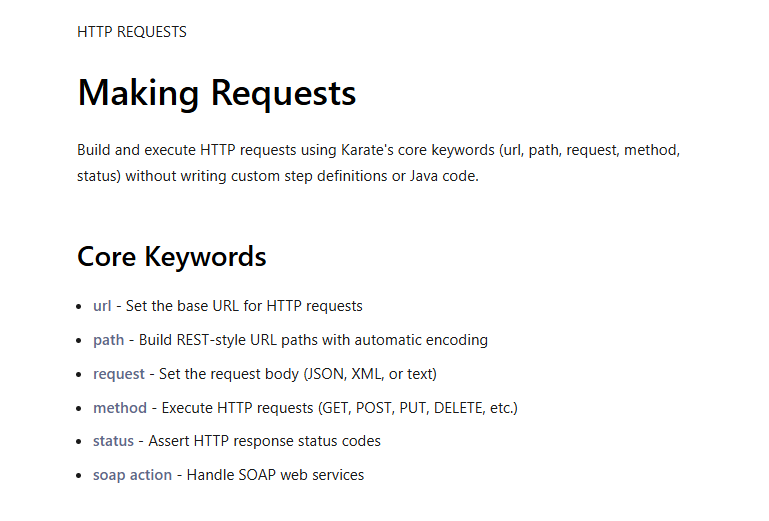 HTTP REQUESTS
Making Requests
Build and execute HTTP requests using Karate's core keywords (url, path, request, method,
status) without writing custom step definitions or Java code.
Core Keywords
• url - Set the base URL for HTTP requests
• path - Build REST-style URL paths with automatic encoding
• request - Set the request body (JSON, XML, or text)
• method - Execute HTTP requests (GET, POST, PUT, DELETE, etc.)
• status - Assert HTTP response status codes
• soap action - Handle SOAP web services